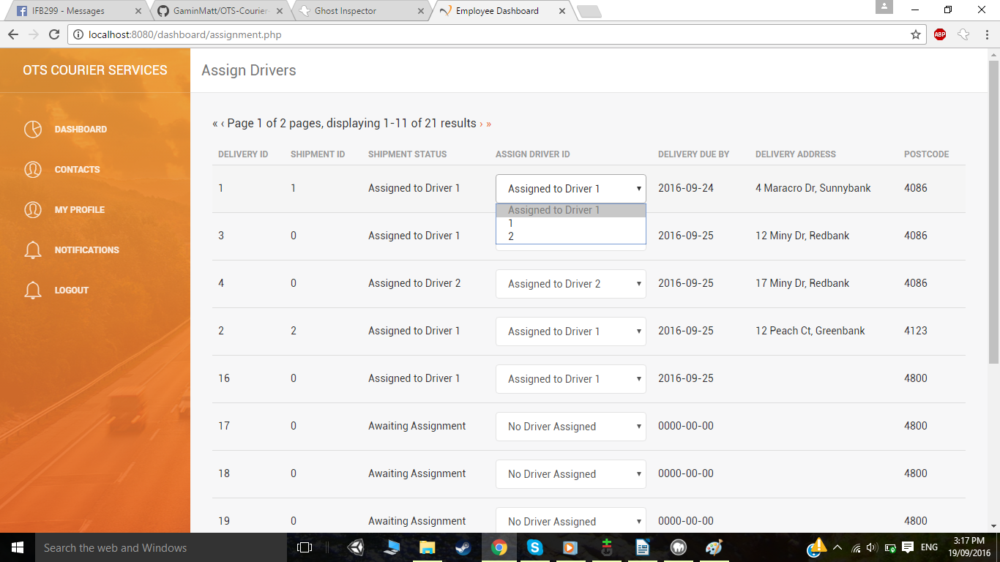 IFB299 - Messages
GaminMatt/OTS-Courier-
Ghost Inspector
Employee Dashboard
localhost:8080/dashboard/assignment.php
ABP
OTS COURIER SERVICES
Assign Drivers
DASHBOARD
CONTACTS
MY PROFILE
NOTIFICATIONS
LOGOUT
« ‹ Page 1 of 2 pages, displaying 1-11 of 21 results › »
DELIVERY ID SHIPMENT ID SHIPMENT STATUS ASSIGN DRIVER ID DELIVERY DUE BY DELIVERY ADDRESS POSTCODE
1 1 Assigned to Driver 1 Assigned to Driver 1 2016-09-24 4 Maracro Dr, Sunnybank 4086
Assigned to Driver 1
1
2
3 0 Assigned to Driver 1 2016-09-25 12 Miny Dr, Redbank 4086
4 0 Assigned to Driver 2 Assigned to Driver 2 2016-09-25 17 Miny Dr, Redbank 4086
2 2 Assigned to Driver 1 Assigned to Driver 1 2016-09-25 12 Peach Ct, Greenbank 4123
16 0 Assigned to Driver 1 Assigned to Driver 1 2016-09-25 4800
17 0 Awaiting Assignment No Driver Assigned 0000-00-00 4800
18 0 Awaiting Assignment No Driver Assigned 0000-00-00 4800
19 0 Awaiting Assignment No Driver Assigned 0000-00-00 4800
Search the web and Windows
ENG
3:17 PM
19/09/2016